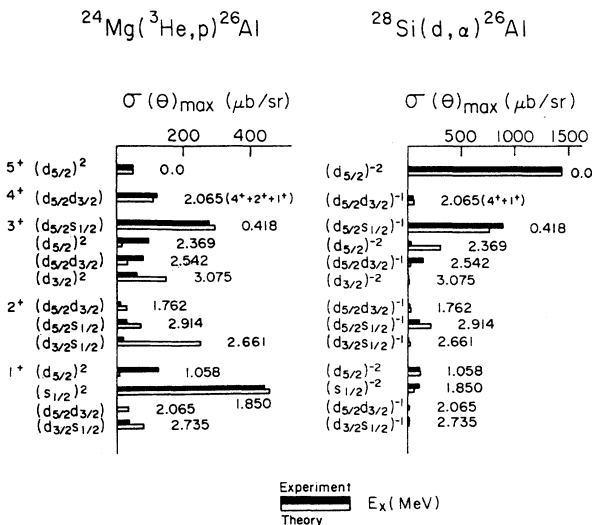 ²⁴Mg(³He,p)²⁶Al
σ(θ)max (μb/sr)
200 400
5⁺ (d5/2)² 0.0
4⁺ (d5/2d3/2) 2.065(4⁺+2⁺+1⁺)
3⁺ (d5/2s1/2) 0.418
(d5/2)² 2.369
(d5/2d3/2) 2.542
(d3/2)² 3.075
2⁺ (d5/2d3/2) 1.762
(d5/2s1/2) 2.914
(d3/2s1/2) 2.661
1⁺ (d5/2)² 1.058
(s1/2)² 1.850
(d5/2d3/2) 2.065
(d3/2s1/2) 2.735
²⁸Si(d,α)²⁶Al
σ(θ)max (μb/sr)
500 1000 1500
(d5/2)⁻² 0.0
(d5/2d3/2)⁻¹ 2.065(4⁺+1⁺)
(d5/2s1/2)⁻¹ 0.418
(d5/2)⁻² 2.369
(d5/2d3/2)⁻¹ 2.542
(d3/2)⁻² 3.075
(d5/2d3/2)⁻¹ 1.762
(d5/2s1/2)⁻¹ 2.914
(d3/2s1/2)⁻¹ 2.661
(d5/2)⁻² 1.058
(s1/2)⁻² 1.850
(d5/2d3/2)⁻¹ 2.065
(d3/2s1/2)⁻¹ 2.735
Experiment
Ex(MeV)
Theory